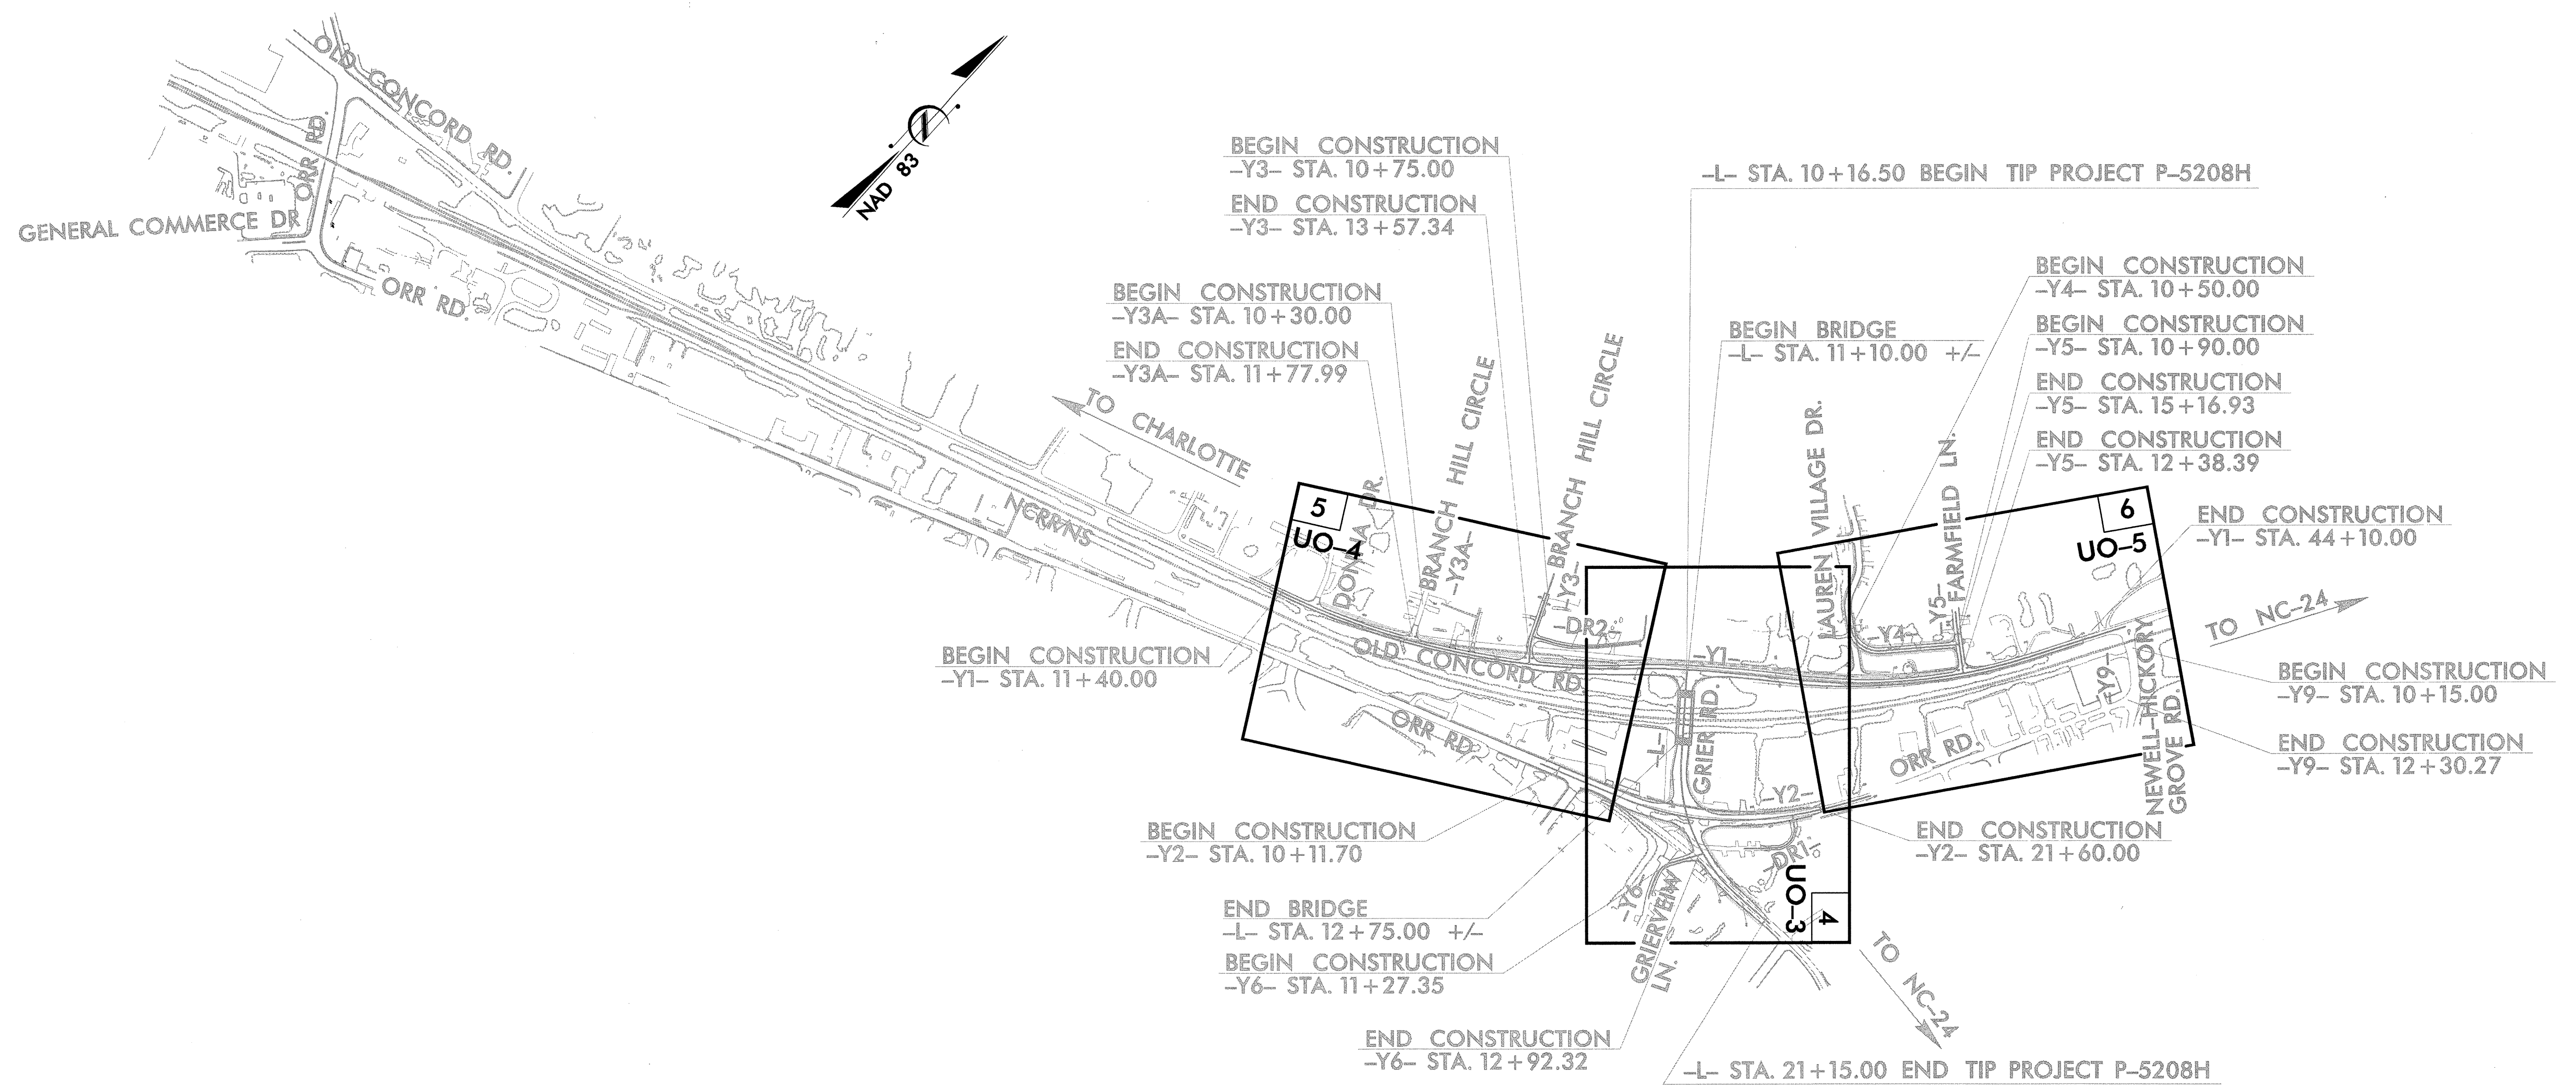 OLD CONCORD RD.
ORR RD.
GENERAL COMMERCE DR
ORR RD.
NAD 83
BEGIN CONSTRUCTION
-Y3- STA. 10+75.00
END CONSTRUCTION
-Y3- STA. 13+57.34
BEGIN CONSTRUCTION
-Y3A- STA. 10+30.00
END CONSTRUCTION
-Y3A- STA. 11+77.99
-L- STA. 10+16.50 BEGIN TIP PROJECT P-5208H
BEGIN BRIDGE
-L- STA. 11+10.00 +/-
BEGIN CONSTRUCTION
-Y4- STA. 10+50.00
BEGIN CONSTRUCTION
-Y5- STA. 10+90.00
END CONSTRUCTION
-Y5- STA. 15+16.93
END CONSTRUCTION
-Y5- STA. 12+38.39
END CONSTRUCTION
-Y1- STA. 44+10.00
TO CHARLOTTE
NCRR/NS
5
UO-4
DONNA DR.
BRANCH HILL CIRCLE
-Y3A-
BRANCH HILL CIRCLE
-Y3-
-DR2-
LAUREN VILLAGE DR.
-Y4-
-Y5-
FARMFIELD LN.
6
UO-5
TO NC-24
OLD CONCORD RD.
-Y1-
BEGIN CONSTRUCTION
-Y1- STA. 11+40.00
ORR RD.
-L-
GRIER RD.
-Y2-
ORR RD.
-Y9-
NEWELL-HICKORY
GROVE RD.
BEGIN CONSTRUCTION
-Y9- STA. 10+15.00
END CONSTRUCTION
-Y9- STA. 12+30.27
BEGIN CONSTRUCTION
-Y2- STA. 10+11.70
END CONSTRUCTION
-Y2- STA. 21+60.00
-DR1-
UO-3
4
-Y6-
GRIERVIEW
LN.
END BRIDGE
-L- STA. 12+75.00 +/-
BEGIN CONSTRUCTION
-Y6- STA. 11+27.35
END CONSTRUCTION
-Y6- STA. 12+92.32
TO NC-24
-L- STA. 21+15.00 END TIP PROJECT P-5208H